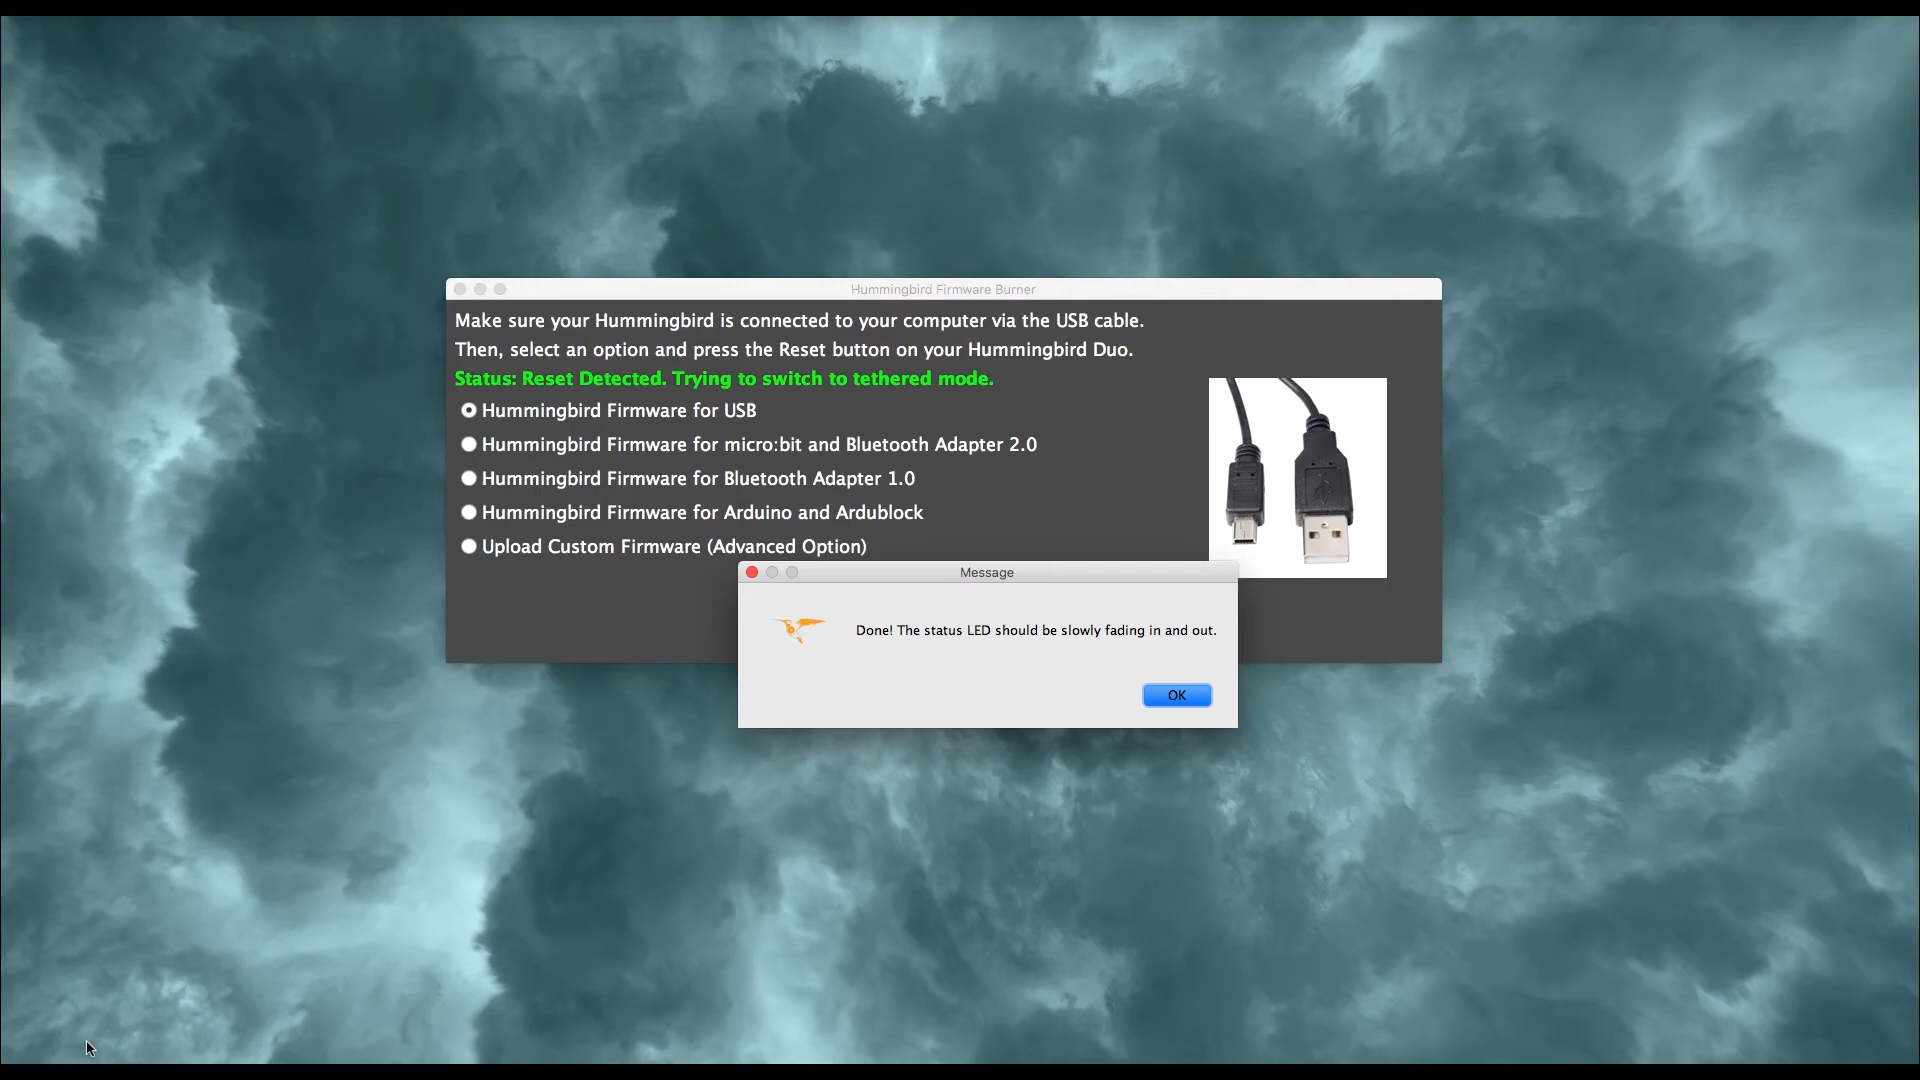 Hummingbird Firmware Burner
Make sure your Hummingbird is connected to your computer via the USB cable.
Then, select an option and press the Reset button on your Hummingbird Duo.
Status: Reset Detected. Trying to switch to tethered mode.
Hummingbird Firmware for USB
Hummingbird Firmware for micro:bit and Bluetooth Adapter 2.0
Hummingbird Firmware for Bluetooth Adapter 1.0
Hummingbird Firmware for Arduino and Ardublock
Upload Custom Firmware (Advanced Option)
Message
Done! The status LED should be slowly fading in and out.
OK